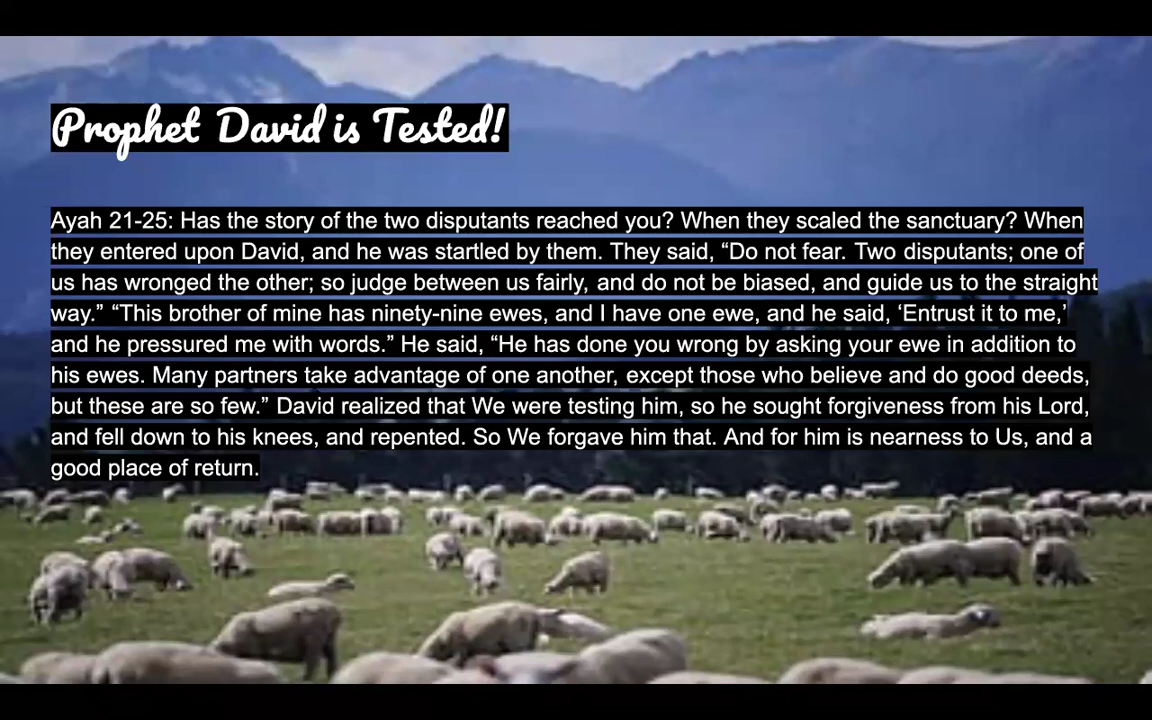 Prophet David is Tested!
Ayah 21-25: Has the story of the two disputants reached you? When they scaled the sanctuary? When
they entered upon David, and he was startled by them. They said, “Do not fear. Two disputants; one of
us has wronged the other; so judge between us fairly, and do not be biased, and guide us to the straight
way.” “This brother of mine has ninety-nine ewes, and I have one ewe, and he said, ‘Entrust it to me,’
and he pressured me with words.” He said, “He has done you wrong by asking your ewe in addition to
his ewes. Many partners take advantage of one another, except those who believe and do good deeds,
but these are so few.” David realized that We were testing him, so he sought forgiveness from his Lord,
and fell down to his knees, and repented. So We forgave him that. And for him is nearness to Us, and a
good place of return.